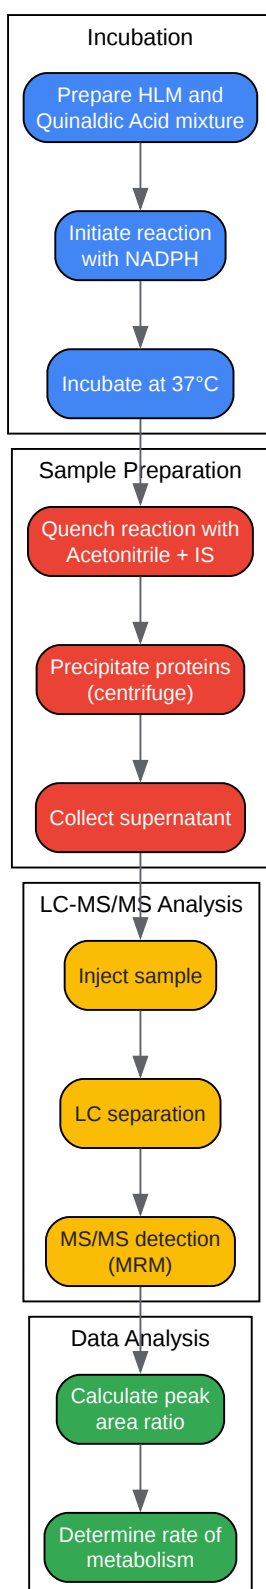 Incubation
Prepare HLM and
Quinaldic Acid mixture
Initiate reaction
with NADPH
Incubate at 37°C
Sample Preparation
Quench reaction with
Acetonitrile + IS
Precipitate proteins
(centrifuge)
Collect supernatant
LC-MS/MS Analysis
Inject sample
LC separation
MS/MS detection
(MRM)
Data Analysis
Calculate peak
area ratio
Determine rate of
metabolism